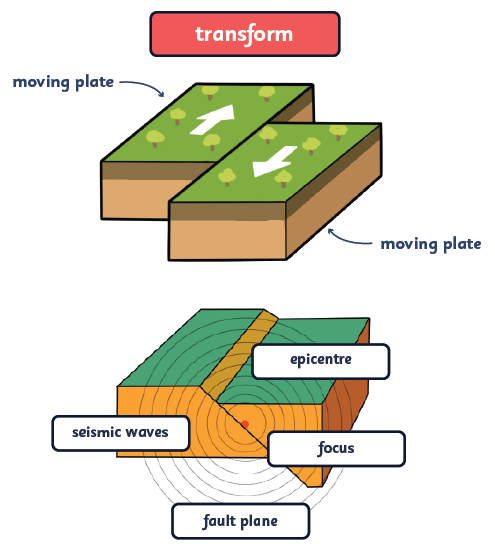 transform
moving plate
moving plate
epicentre
seismic waves
focus
fault plane